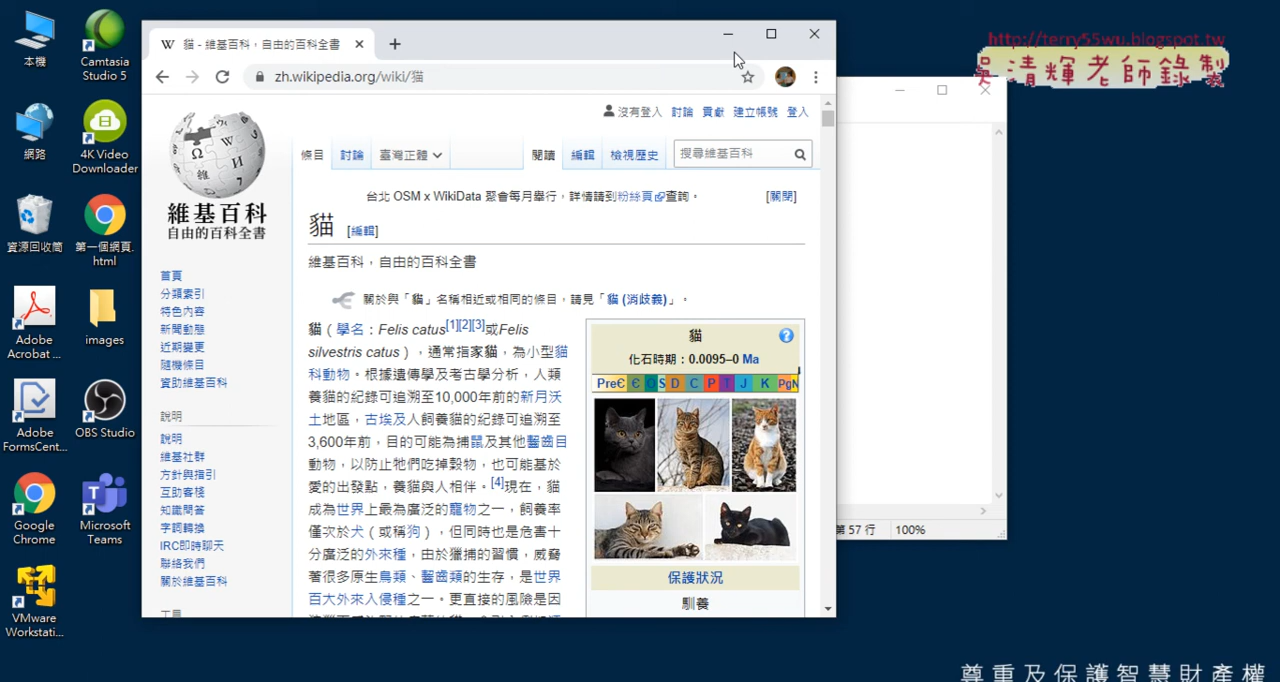 本機
Camtasia
Studio 5
網路
4K Video
Downloader
資源回收筒
第一個網頁.
html
Adobe
Acrobat ...
images
Adobe
FormsCent...
OBS Studio
Google
Chrome
Microsoft
Teams
VMware
Workstati...
W 貓 - 維基百科，自由的百科全書
zh.wikipedia.org/wiki/貓
維基百科
自由的百科全書
首頁
分類索引
特色內容
新聞動態
近期變更
隨機條目
資助維基百科
說明
說明
維基社群
方針與指引
互助客棧
知識問答
字詞轉換
IRC即時聊天
聯絡我們
關於維基百科
工具
沒有登入 討論 貢獻 建立帳號 登入
條目 討論 臺灣正體 閱讀 編輯 檢視歷史 搜尋維基百科
台北 OSM x WikiData 聚會每月舉行，詳情請到粉絲頁查詢。 [關閉]
貓 [編輯]
維基百科，自由的百科全書
關於與「貓」名稱相近或相同的條目，請見「貓 (消歧義)」。
貓（學名：Felis catus[1][2][3]或Felis
silvestris catus），通常指家貓，為小型貓
科動物。根據遺傳學及考古學分析，人類
養貓的紀錄可追溯至10,000年前的新月沃
土地區，古埃及人飼養貓的紀錄可追溯至
3,600年前，目的可能為捕鼠及其他齧齒目
動物，以防止牠們吃掉穀物，也可能基於
愛的出發點，養貓與人相伴。[4]現在，貓
成為世界上最為廣泛的寵物之一，飼養率
僅次於犬（或稱狗），但同時也是危害十
分廣泛的外來種，由於獵捕的習慣，威脅
著很多原生鳥類、齧齒類的生存，是世界
百大外來入侵種之一。更直接的風險是因
貓
化石時期：0.0095–0 Ma
PreЄ Є O S D C P T J K PgN
保護狀況
馴養
第 57 行 100%
http://terry55wu.blogspot.tw
吳清輝老師錄製
尊重及保護智慧財產權